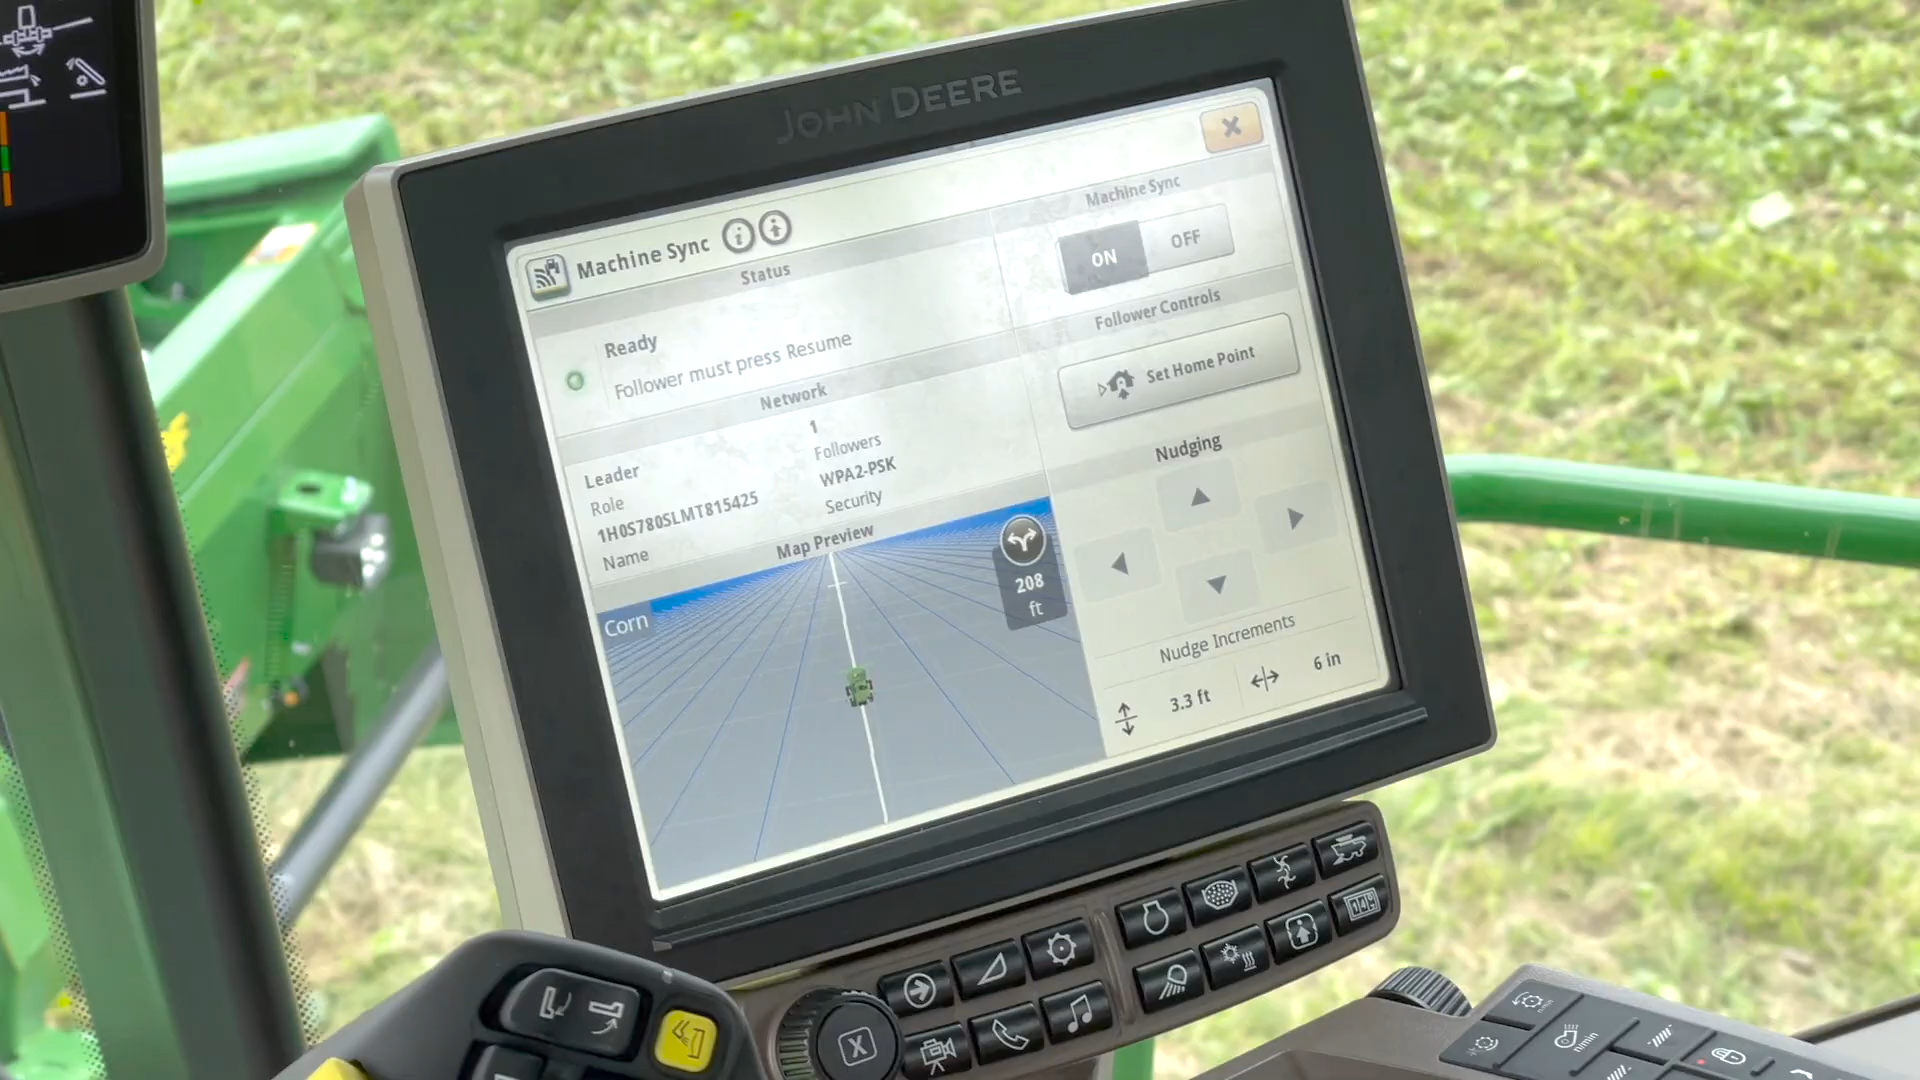 JOHN DEERE
Machine Sync
Status
Ready
Follower must press Resume
Network
1
Followers
Leader
Role
WPA2-PSK
Security
1H0S780SLMT815425
Name
Map Preview
Corn
208
ft
Machine Sync
ON
OFF
Follower Controls
Set Home Point
Nudging
Nudge Increments
3.3 ft
6 in
X
n/min